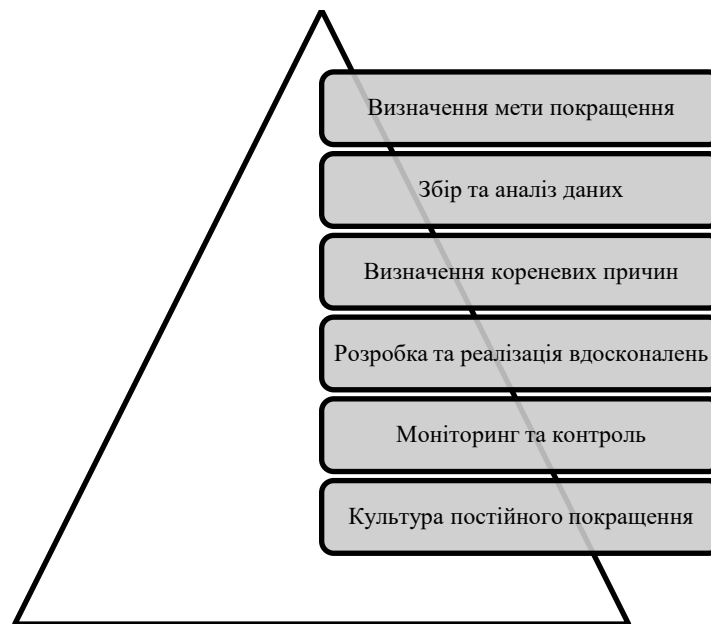 Визначення мети покращення
Збір та аналіз даних
Визначення кореневих причин
Розробка та реалізація вдосконалень
Моніторинг та контроль
Культура постійного покращення